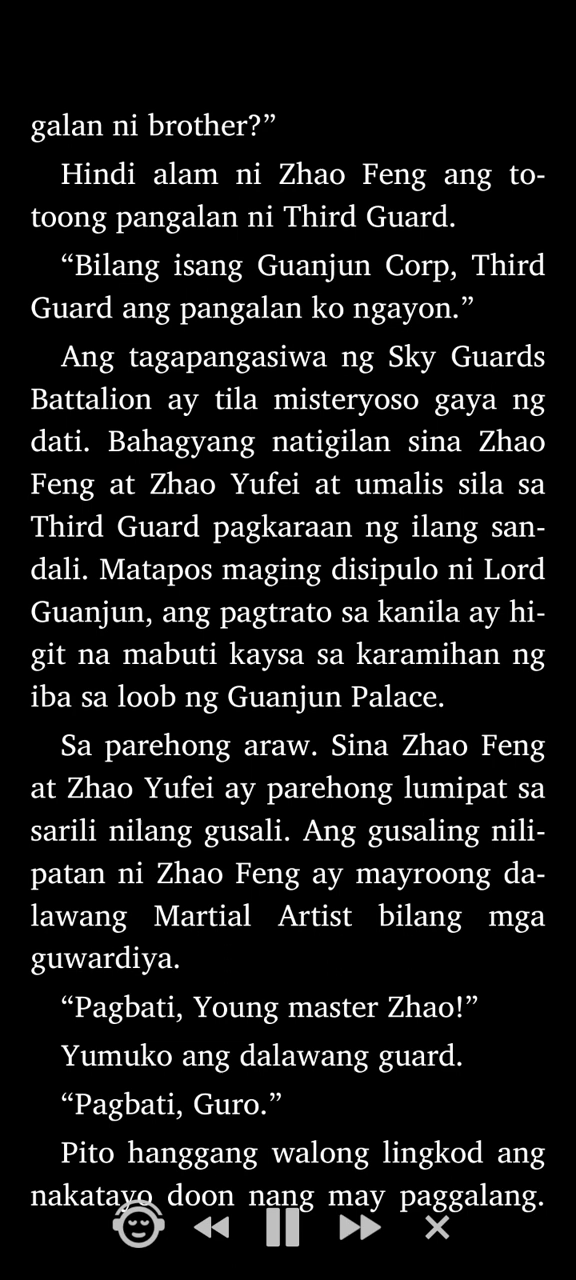 galan ni brother?”
Hindi alam ni Zhao Feng ang to-
toong pangalan ni Third Guard.
“Bilang isang Guanjun Corp, Third
Guard ang pangalan ko ngayon.”
Ang tagapangasiwa ng Sky Guards
Battalion ay tila misteryoso gaya ng
dati. Bahagyang natigilan sina Zhao
Feng at Zhao Yufei at umalis sila sa
Third Guard pagkaraan ng ilang san-
dali. Matapos maging disipulo ni Lord
Guanjun, ang pagtrato sa kanila ay hi-
git na mabuti kaysa sa karamihan ng
iba sa loob ng Guanjun Palace.
Sa parehong araw. Sina Zhao Feng
at Zhao Yufei ay parehong lumipat sa
sarili nilang gusali. Ang gusaling nili-
patan ni Zhao Feng ay mayroong da-
lawang Martial Artist bilang mga
guwardiya.
“Pagbati, Young master Zhao!”
Yumuko ang dalawang guard.
“Pagbati, Guro.”
Pito hanggang walong lingkod ang
nakatayo doon nang may paggalang.